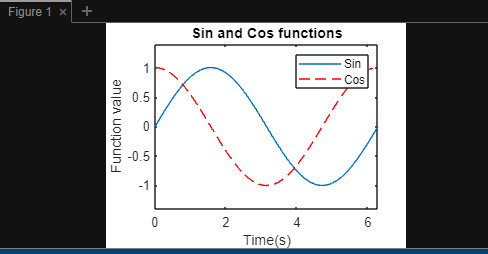 Figure 1 × +
Sin and Cos functions
Sin
Cos
1
0.5
0
-0.5
-1
Function value
0 2 4 6
Time(s)